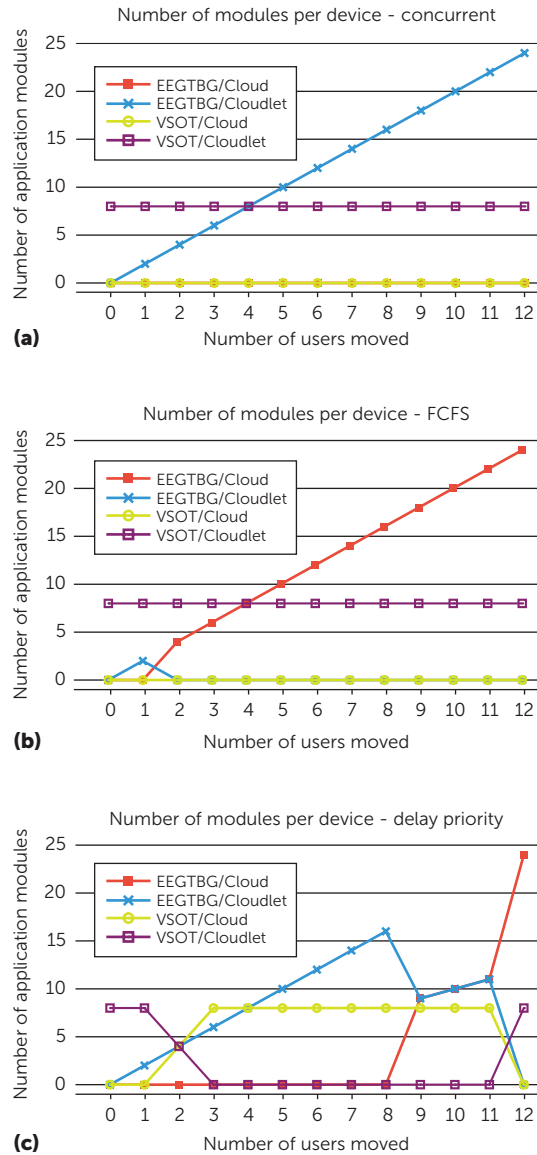 Number of modules per device - concurrent
Number of application modules
25
20
15
10
5
0
EEGTBG/Cloud
EEGTBG/Cloudlet
VSOT/Cloud
VSOT/Cloudlet
0 1 2 3 4 5 6 7 8 9 10 11 12
(a) Number of users moved
Number of modules per device - FCFS
Number of application modules
25
20
15
10
5
0
EEGTBG/Cloud
EEGTBG/Cloudlet
VSOT/Cloud
VSOT/Cloudlet
0 1 2 3 4 5 6 7 8 9 10 11 12
(b) Number of users moved
Number of modules per device - delay priority
Number of application modules
25
20
15
10
5
0
EEGTBG/Cloud
EEGTBG/Cloudlet
VSOT/Cloud
VSOT/Cloudlet
0 1 2 3 4 5 6 7 8 9 10 11 12
(c) Number of users moved